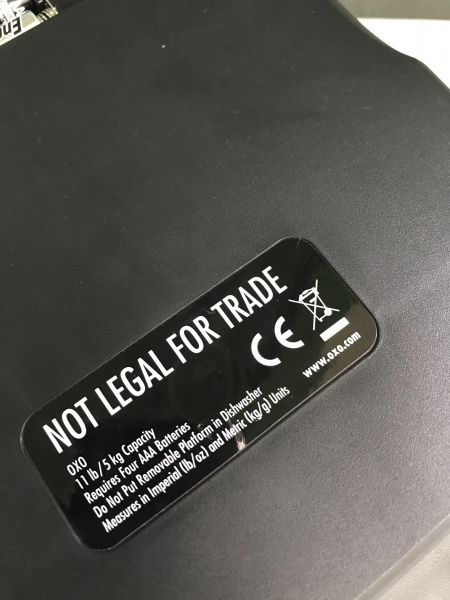 NOT LEGAL FOR TRADE
CE
OXO
11 lb/5 kg Capacity
Requires Four AAA Batteries
Do Not Put Removable Platform in Dishwasher
Measures in Imperial (lb/oz) and Metric (kg/g) Units
www.oxo.com